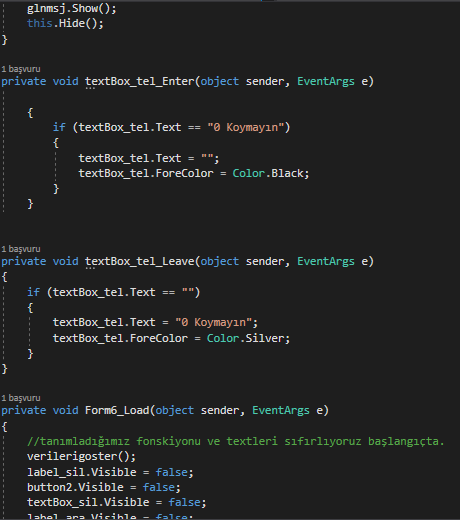 glnmsj.Show();
this.Hide();
}
1 başvuru
private void textBox_tel_Enter(object sender, EventArgs e)
{
if (textBox_tel.Text == "0 Koymayın")
{
textBox_tel.Text = "";
textBox_tel.ForeColor = Color.Black;
}
}
1 başvuru
private void textBox_tel_Leave(object sender, EventArgs e)
{
if (textBox_tel.Text == "")
{
textBox_tel.Text = "0 Koymayın";
textBox_tel.ForeColor = Color.Silver;
}
}
1 başvuru
private void Form6_Load(object sender, EventArgs e)
{
//tanımladığımız fonskiyonu ve textleri sıfırlıyoruz başlangıçta.
verilerigoster();
label_sil.Visible = false;
button2.Visible = false;
textBox_sil.Visible = false;
label_ara.Visible = false;